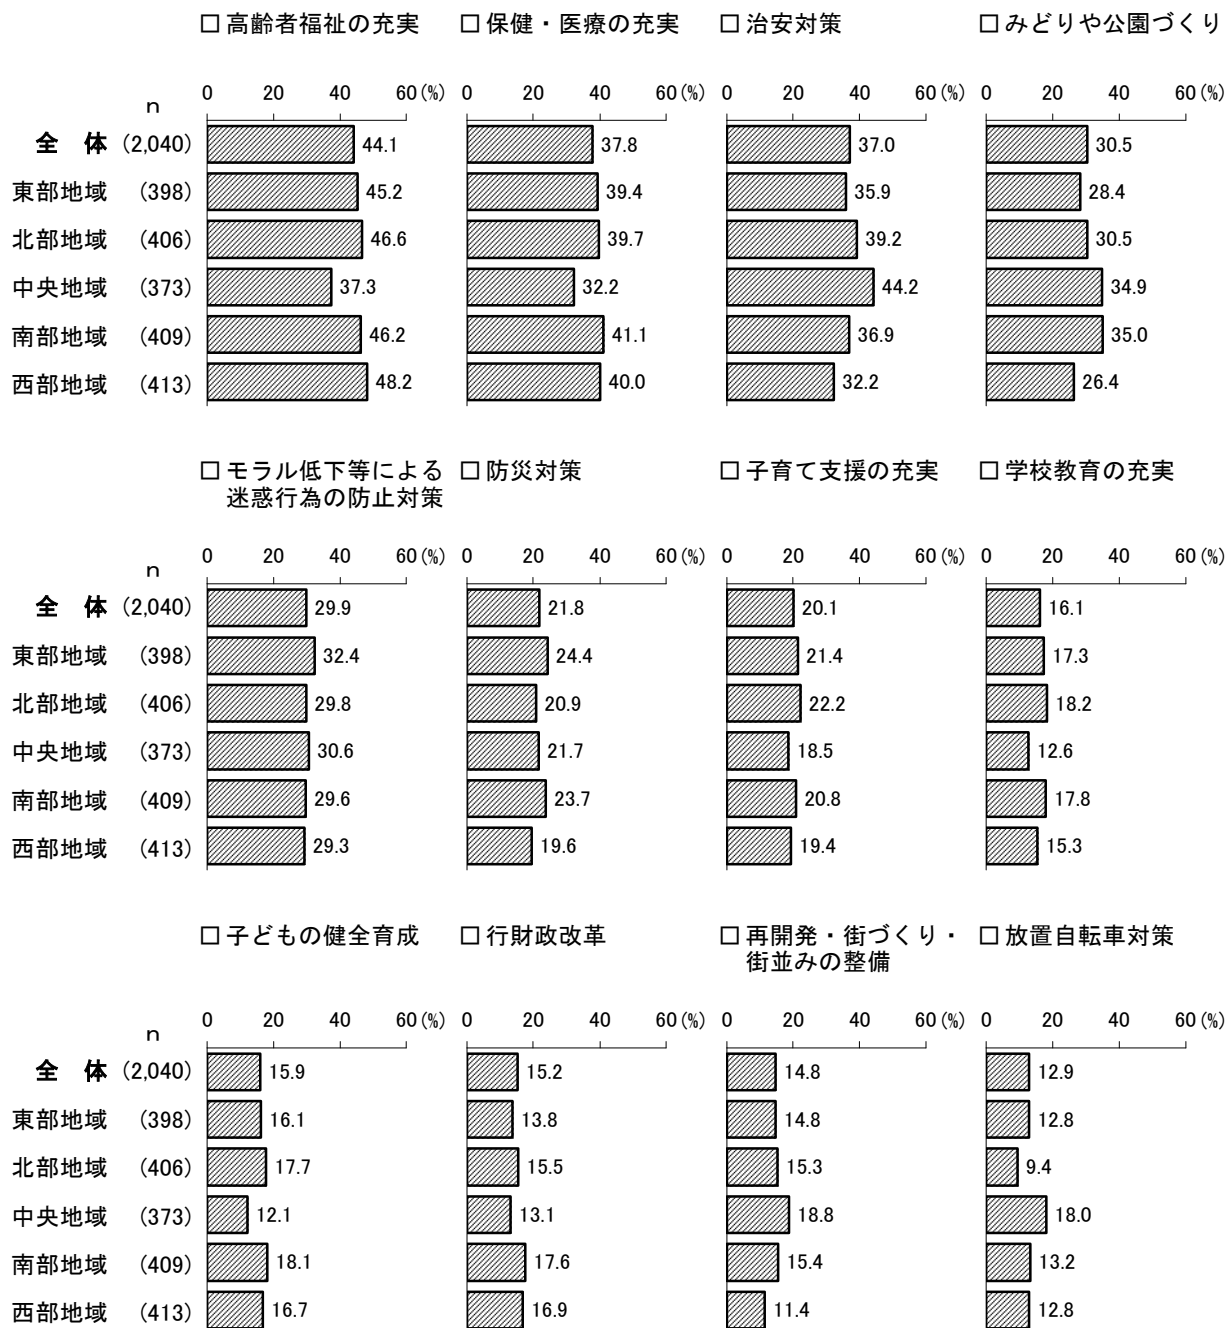 □ 高齢者福祉の充実 □ 保健・医療の充実 □ 治安対策 □ みどりや公園づくり
0 20 40 60(%) 0 20 40 60(%) 0 20 40 60(%) 0 20 40 60(%)
n
全 体 (2,040) 44.1 37.8 37.0 30.5
東部地域 (398) 45.2 39.4 35.9 28.4
北部地域 (406) 46.6 39.7 39.2 30.5
中央地域 (373) 37.3 32.2 44.2 34.9
南部地域 (409) 46.2 41.1 36.9 35.0
西部地域 (413) 48.2 40.0 32.2 26.4
□ モラル低下等による □ 防災対策 □ 子育て支援の充実 □ 学校教育の充実
迷惑行為の防止対策
0 20 40 60(%) 0 20 40 60(%) 0 20 40 60(%) 0 20 40 60(%)
n
全 体 (2,040) 29.9 21.8 20.1 16.1
東部地域 (398) 32.4 24.4 21.4 17.3
北部地域 (406) 29.8 20.9 22.2 18.2
中央地域 (373) 30.6 21.7 18.5 12.6
南部地域 (409) 29.6 23.7 20.8 17.8
西部地域 (413) 29.3 19.6 19.4 15.3
□ 子どもの健全育成 □ 行財政改革 □ 再開発・街づくり・ □ 放置自転車対策
街並みの整備
0 20 40 60(%) 0 20 40 60(%) 0 20 40 60(%) 0 20 40 60(%)
n
全 体 (2,040) 15.9 15.2 14.8 12.9
東部地域 (398) 16.1 13.8 14.8 12.8
北部地域 (406) 17.7 15.5 15.3 9.4
中央地域 (373) 12.1 13.1 18.8 18.0
南部地域 (409) 18.1 17.6 15.4 13.2
西部地域 (413) 16.7 16.9 11.4 12.8